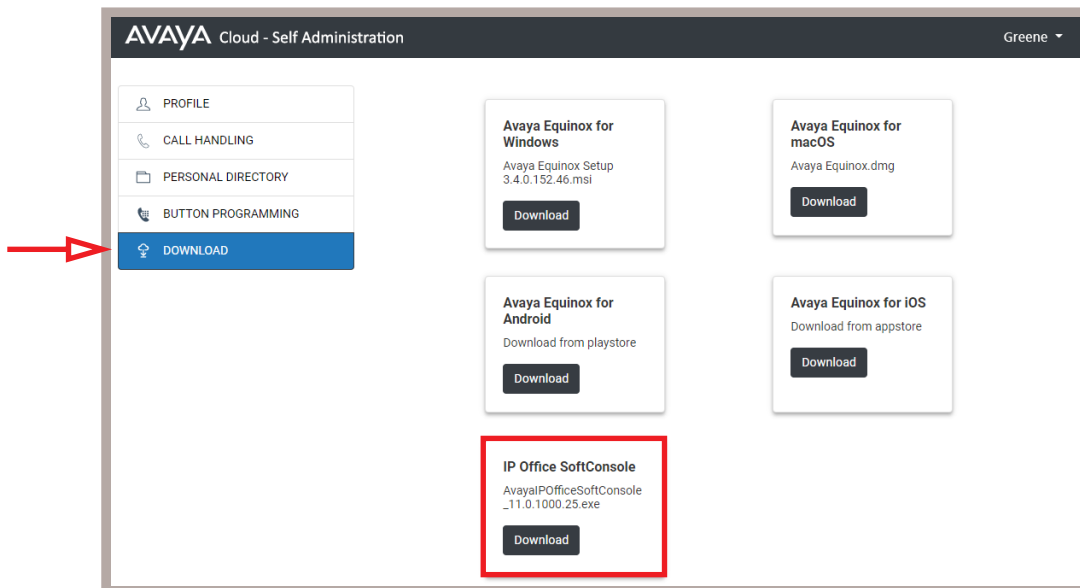 AVAYA Cloud - Self Administration
Greene
PROFILE
CALL HANDLING
PERSONAL DIRECTORY
BUTTON PROGRAMMING
DOWNLOAD
Avaya Equinox for
Windows
Avaya Equinox Setup
3.4.0.152.46.msi
Download
Avaya Equinox for
macOS
Avaya Equinox.dmg
Download
Avaya Equinox for
Android
Download from playstore
Download
Avaya Equinox for iOS
Download from appstore
Download
IP Office SoftConsole
AvayaIPOfficeSoftConsole
_11.0.1000.25.exe
Download